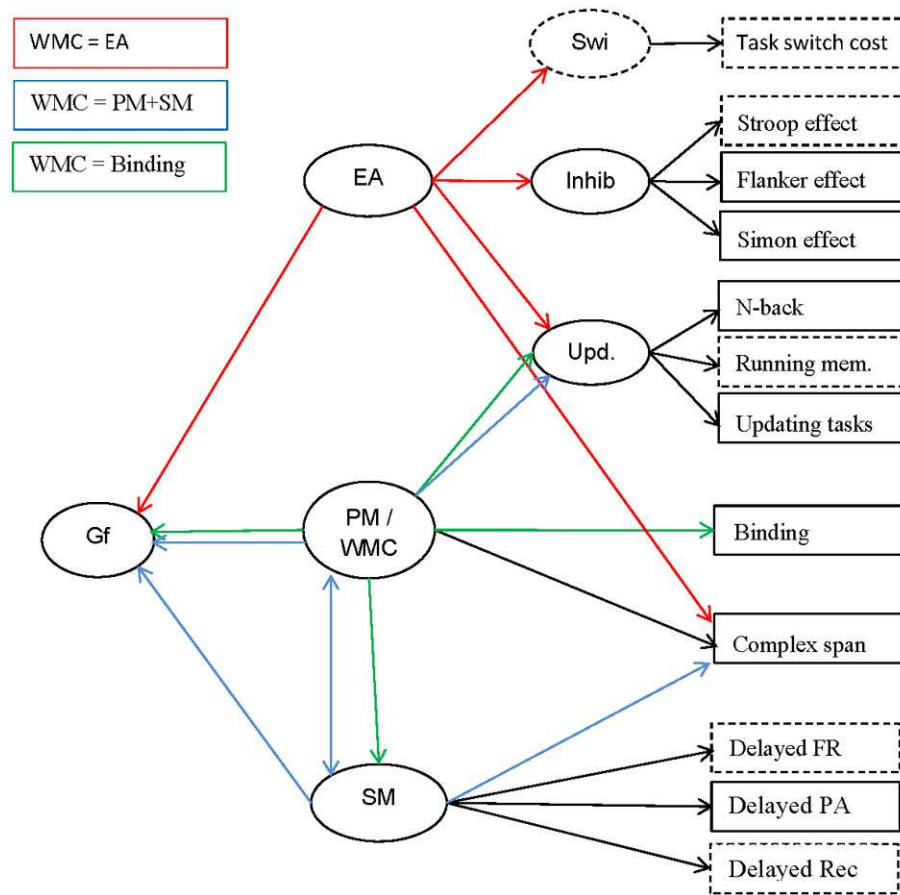 WMC = EA
WMC = PM+SM
WMC = Binding
Swi
Task switch cost
EA
Inhib
Stroop effect
Flanker effect
Simon effect
Upd.
N-back
Running mem.
Updating tasks
Gf
PM /
WMC
Binding
Complex span
SM
Delayed FR
Delayed PA
Delayed Rec